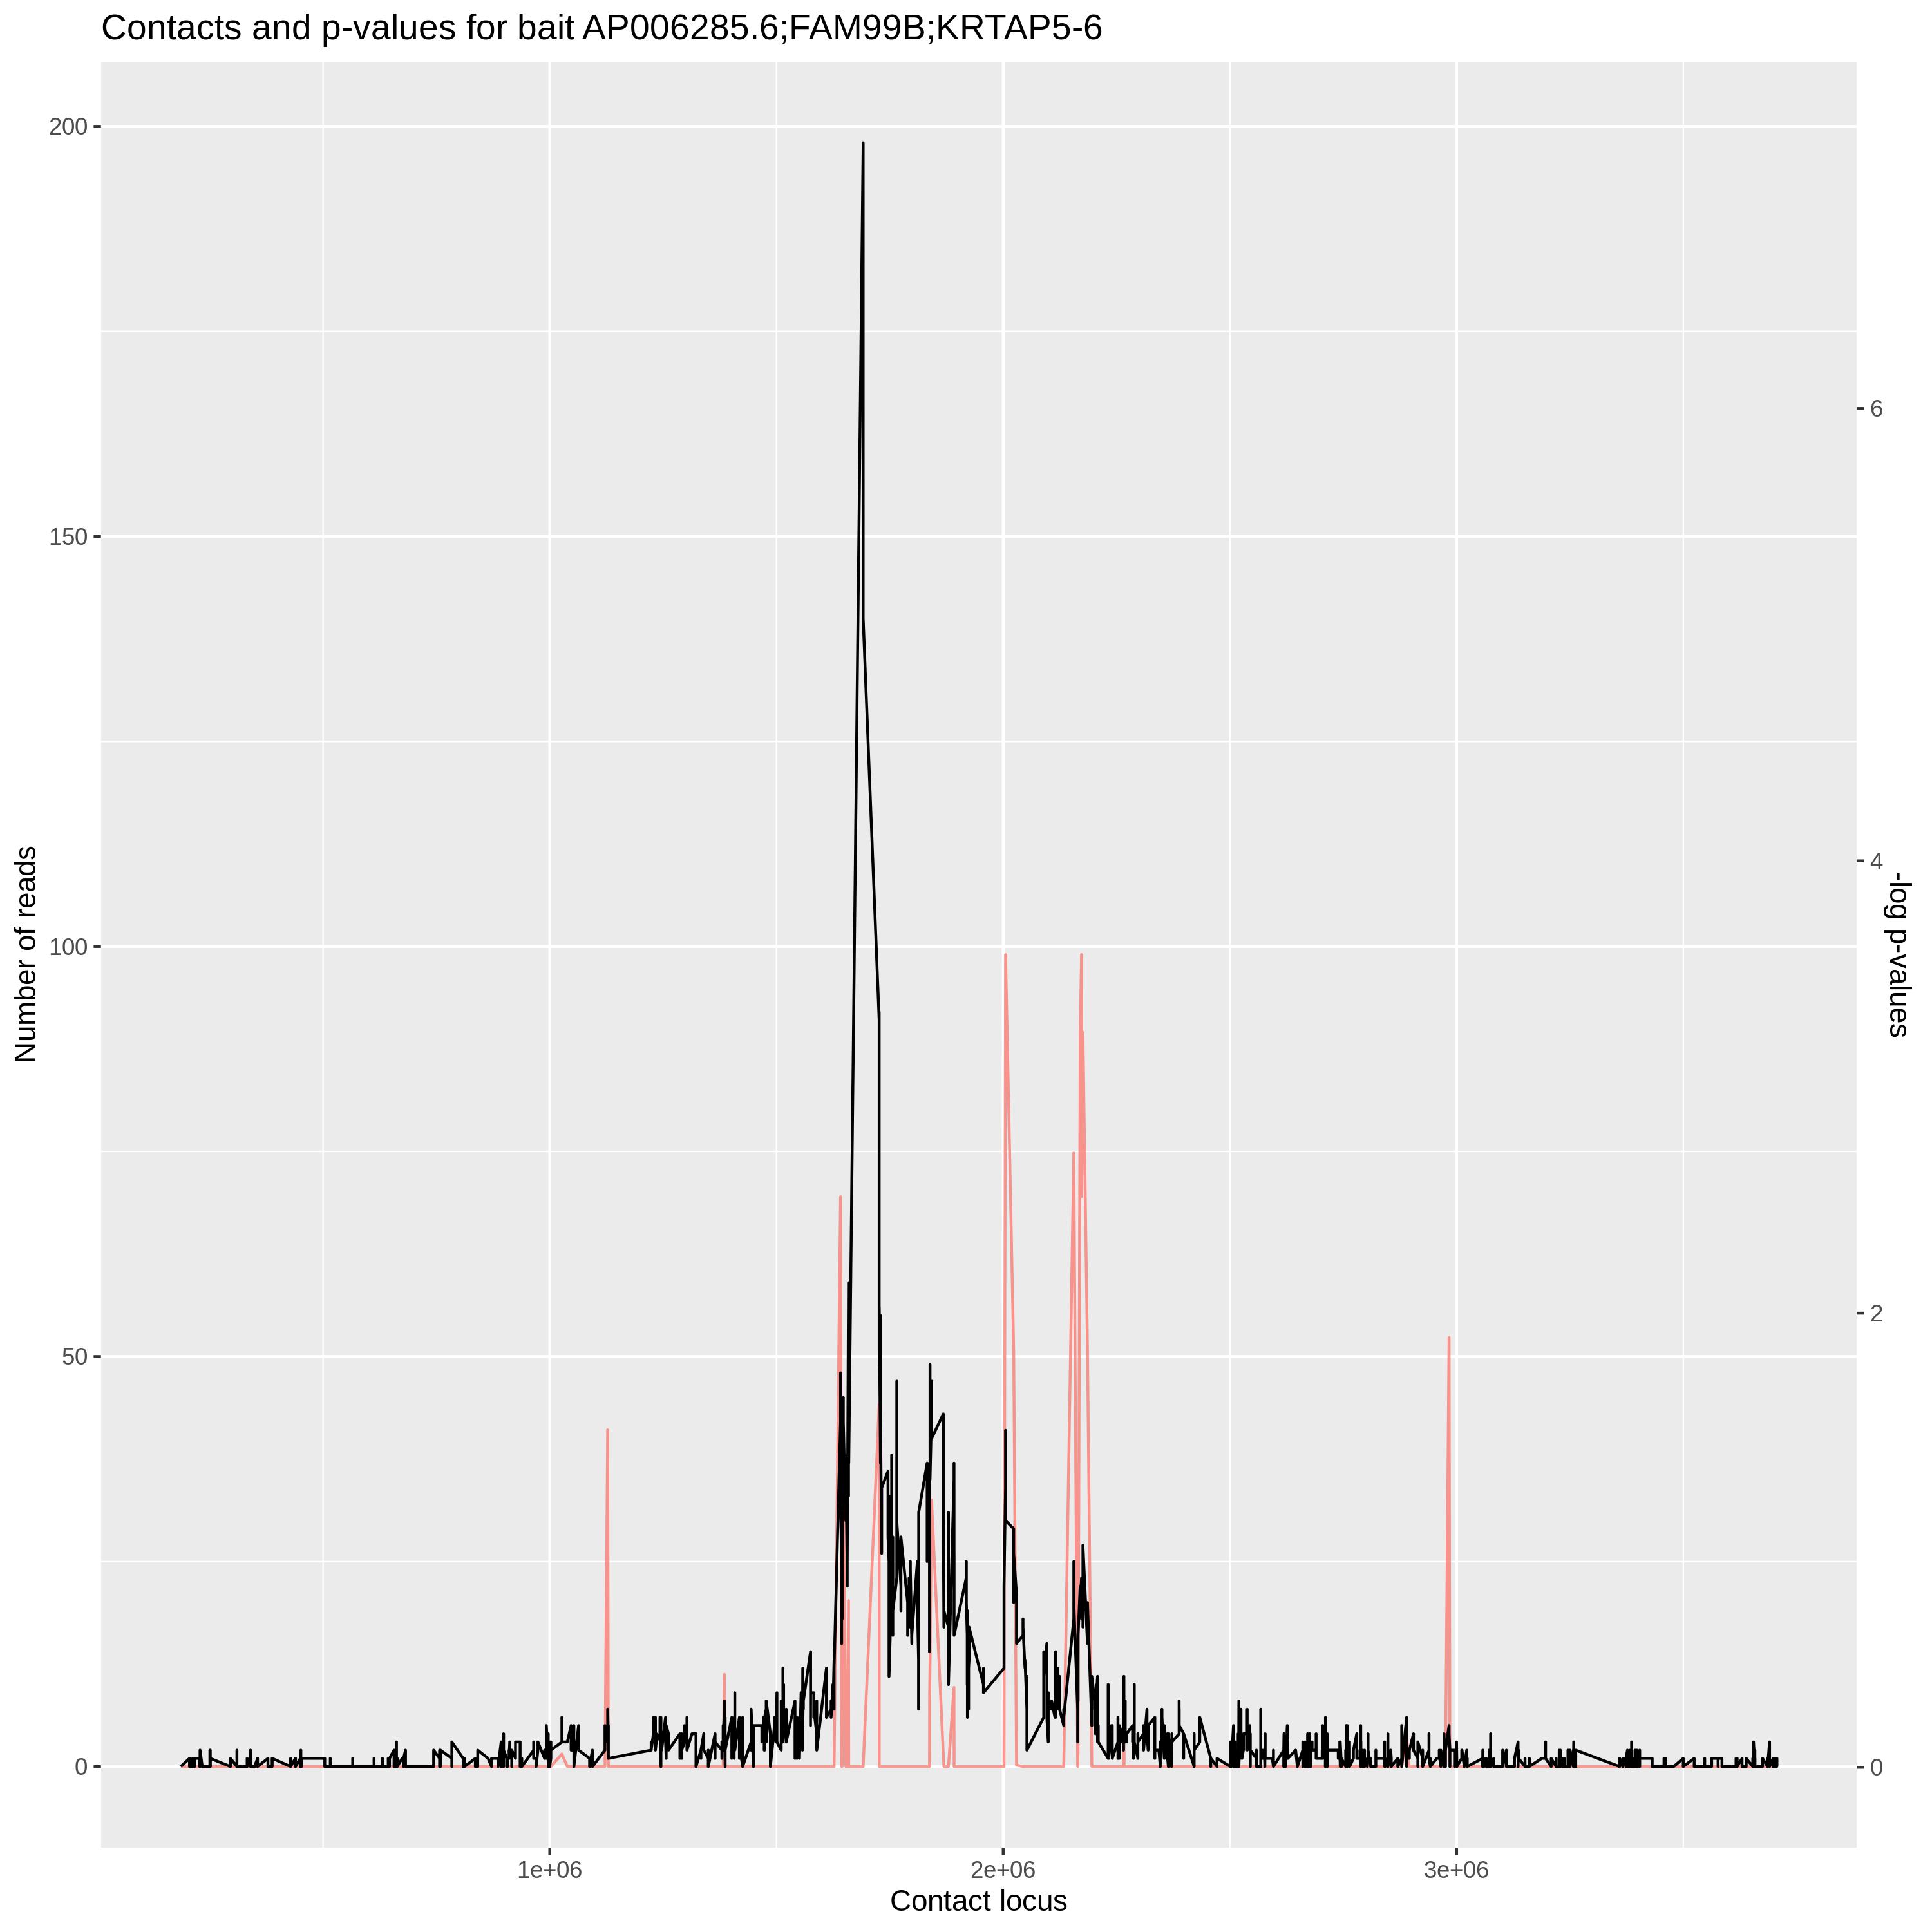 Contacts and p-values for bait AP006285.6;FAM99B;KRTAP5-6
200
150
100
50
0
Number of reads
6
4
2
0
-log p-values
1e+06
2e+06
3e+06
Contact locus